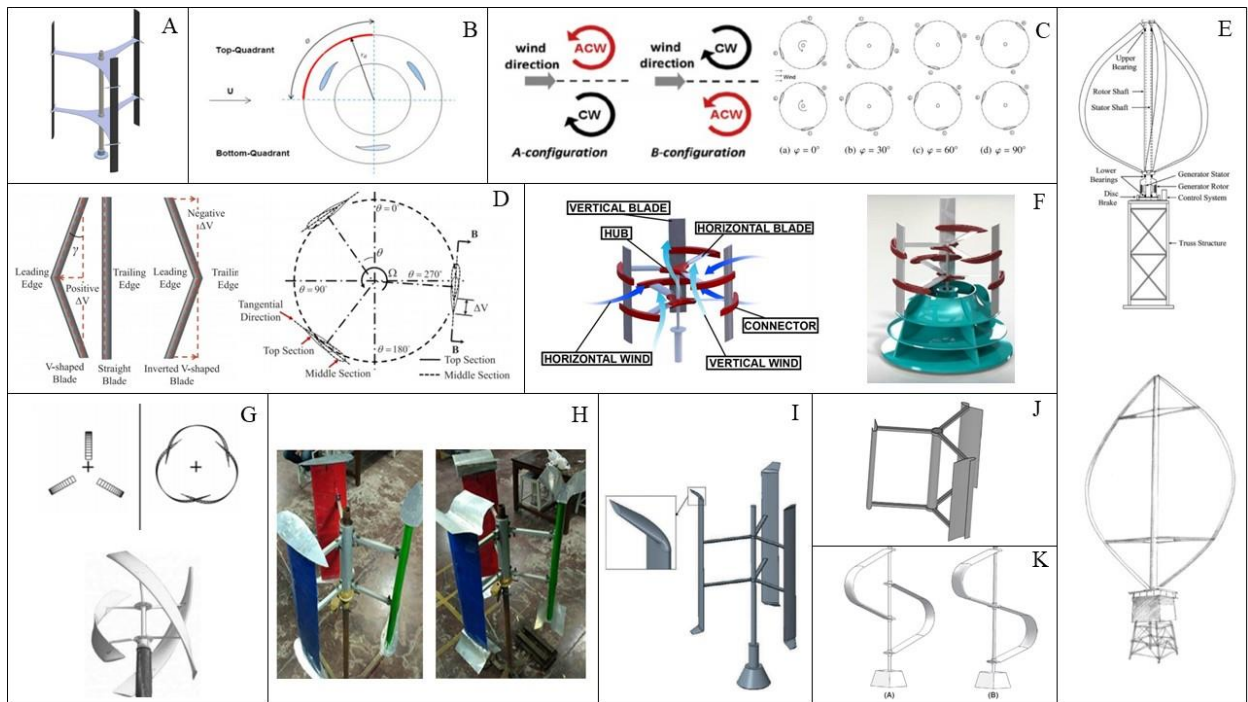 A
Top-Quadrant
U
Bottom-Quadrant
B
wind
direction
ACW
CW
A-configuration
wind
direction
CW
ACW
B-configuration
C
Wind
(a) φ = 0°
(b) φ = 30°
(c) φ = 60°
(d) φ = 90°
E
Upper
Bearing
Rotor Shaft
Stator Shaft
Lower
Bearings
Disc
Brake
Generator Stator
Generator Rotor
Control System
Truss Structure
D
Negative
ΔV
γ
Leading
Edge
Positive
ΔV
Trailing
Edge
Leading
Edge
Trailin
Edge
V-shaped
Blade
Straight
Blade
Inverted V-shaped
Blade
θ=0°
B
θ
Ω
θ=270°
θ=90°
ΔV
Tangential
Direction
B
Top Section
θ=180°
Middle Section
Top Section
Middle Section
F
VERTICAL BLADE
HUB
HORIZONTAL BLADE
CONNECTOR
HORIZONTAL WIND
VERTICAL WIND
G
H
I
J
K
(A)
(B)